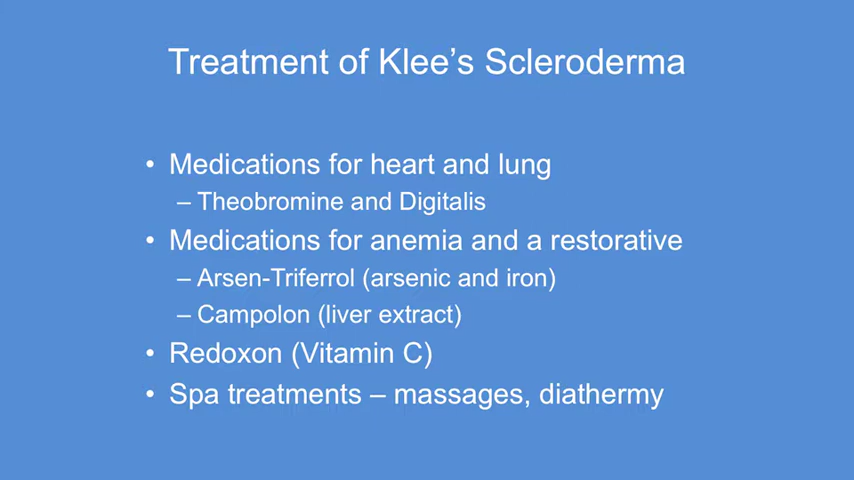 Treatment of Klee’s Scleroderma
• Medications for heart and lung
– Theobromine and Digitalis
• Medications for anemia and a restorative
– Arsen-Triferrol (arsenic and iron)
– Campolon (liver extract)
• Redoxon (Vitamin C)
• Spa treatments – massages, diathermy